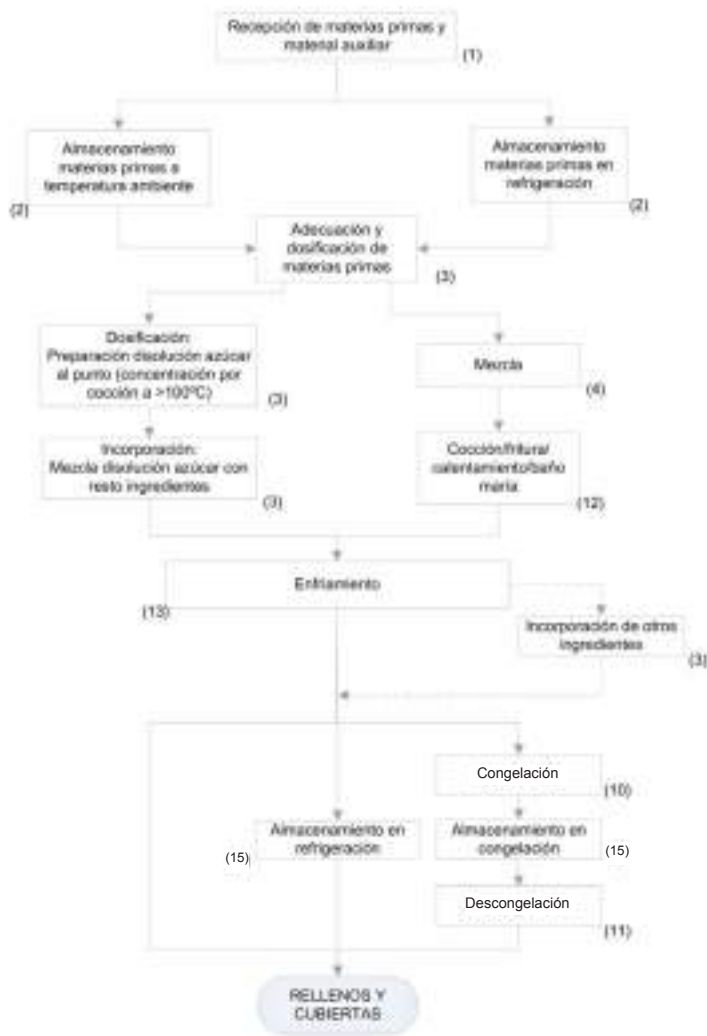 Recepción de materias primas y
material auxiliar
(1)
Almacenamiento
materias primas a
temperatura ambiente
(2)
Almacenamiento
materias primas en
refrigeración
(2)
Adecuación y
dosificación de
materias primas
(3)
Dosificación:
Preparación disolución azúcar
al punto (concentración por
cocción a >100ºC)
(3)
Mezcla
(4)
Incorporación:
Mezcla disolución azúcar con
resto ingredientes
(3)
Cocción/fritura/
calentamiento/baño
maría
(12)
Enfriamiento
(13)
Incorporación de otros
ingredientes
(3)
Congelación
(10)
Almacenamiento en
refrigeración
(15)
Almacenamiento en
congelación
(15)
Descongelación
(11)
RELLENOS Y
CUBIERTAS